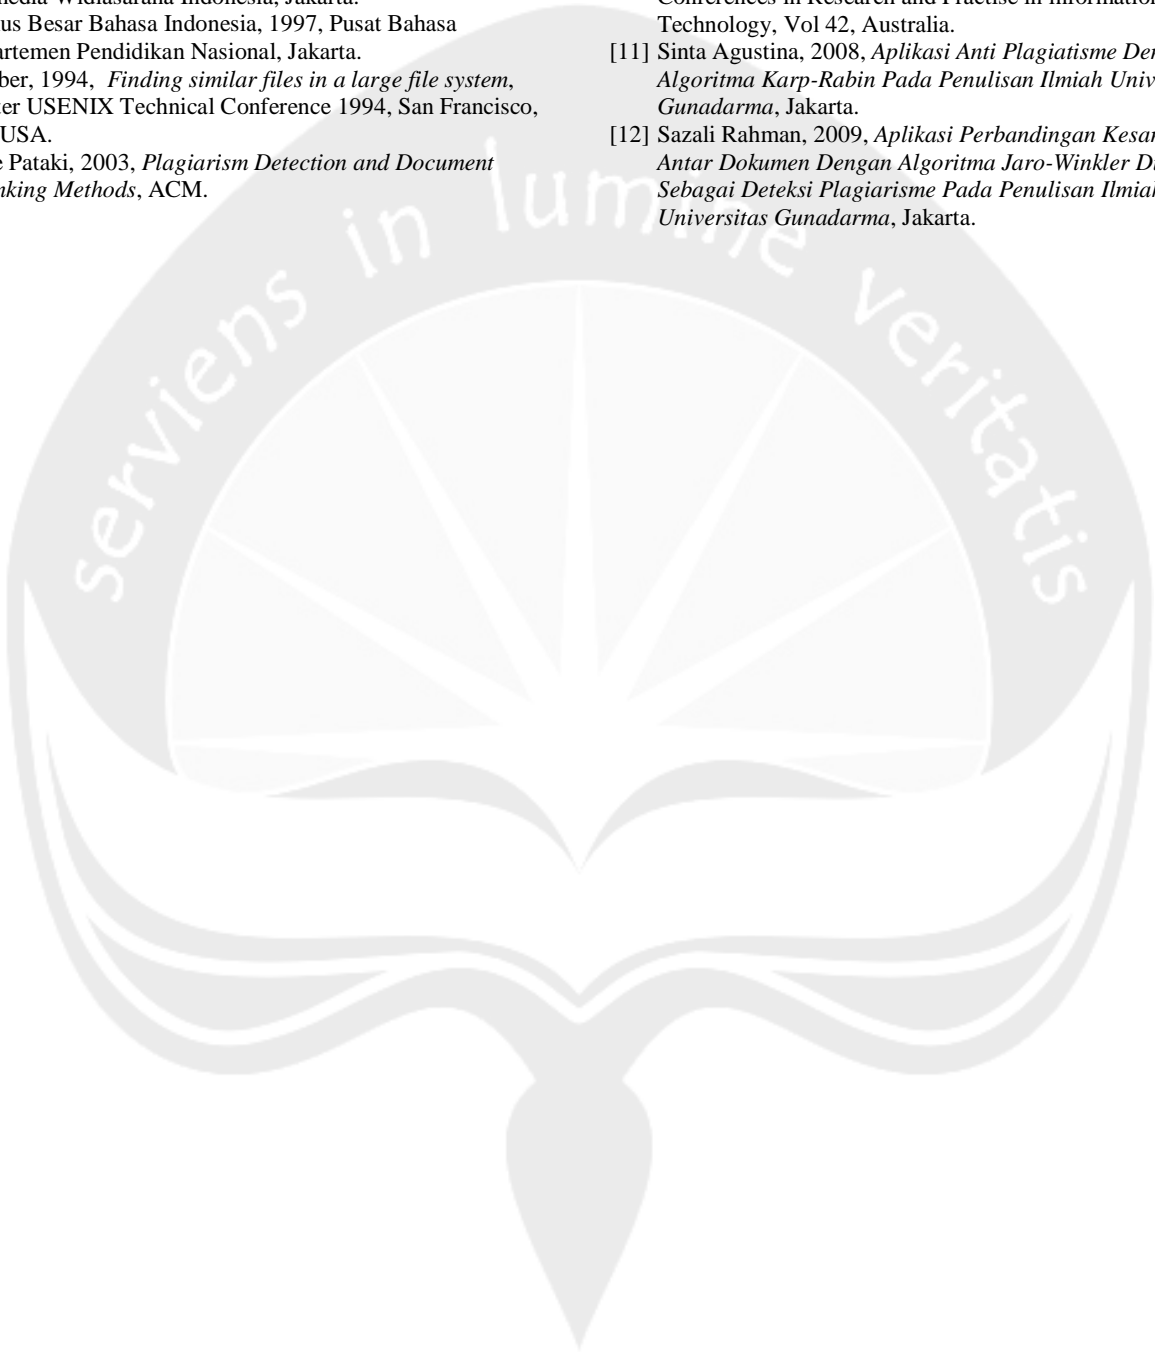 media Widiasarana Indonesia, Jakarta.
us Besar Bahasa Indonesia, 1997, Pusat Bahasa
artemen Pendidikan Nasional, Jakarta.
ber, 1994, Finding similar files in a large file system,
er USENIX Technical Conference 1994, San Francisco,
USA.
e Pataki, 2003, Plagiarism Detection and Document
nking Methods, ACM.
Conferences in Research and Practise in Information
Technology, Vol 42, Australia.
[11] Sinta Agustina, 2008, Aplikasi Anti Plagiatisme Den
Algoritma Karp-Rabin Pada Penulisan Ilmiah Univ
Gunadarma, Jakarta.
[12] Sazali Rahman, 2009, Aplikasi Perbandingan Kesam
Antar Dokumen Dengan Algoritma Jaro-Winkler Di
Sebagai Deteksi Plagiarisme Pada Penulisan Ilmiah
Universitas Gunadarma, Jakarta.
serviens in lumine veritatis